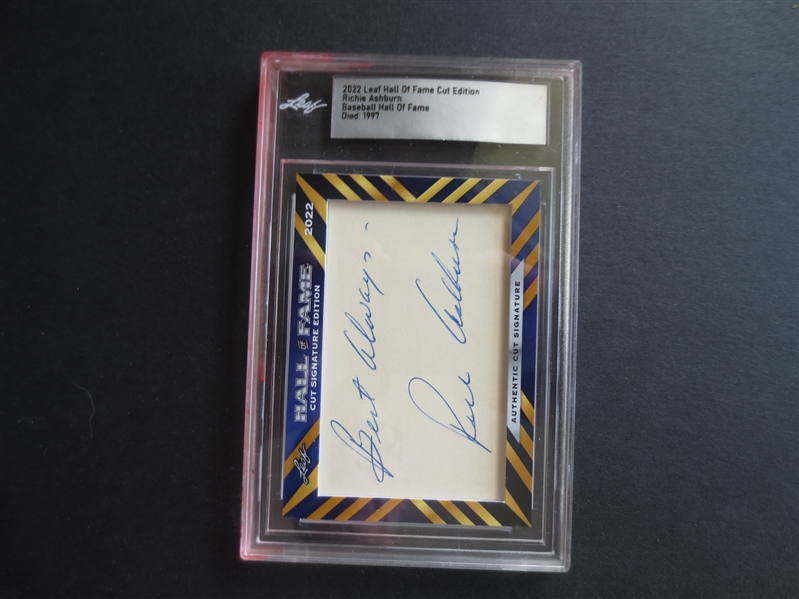 Leaf
2022 Leaf Hall Of Fame Cut Edition
Richie Ashburn
Baseball Hall Of Fame
Died: 1997
Leaf
HALL OF FAME
2022
CUT SIGNATURE EDITION
Best Always -
Rich Ashburn
AUTHENTIC CUT SIGNATURE